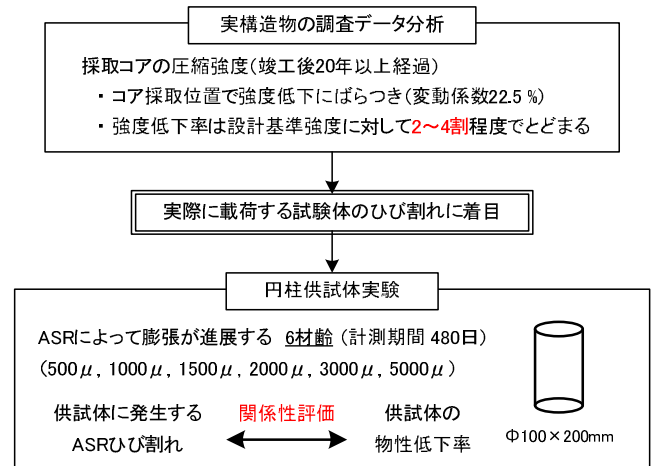 実構造物の調査データ分析
採取コアの圧縮強度(竣工後20年以上経過)
・ コア採取位置で強度低下にばらつき(変動係数22.5 %)
・ 強度低下率は設計基準強度に対して2～4割程度でとどまる
実際に載荷する試験体のひび割れに着目
円柱供試体実験
ASRによって膨張が進展する 6材齢 (計測期間 480日)
(500μ, 1000μ, 1500μ, 2000μ, 3000μ, 5000μ)
供試体に発生する
ASRひび割れ
関係性評価
供試体の
物性低下率
Φ100×200mm